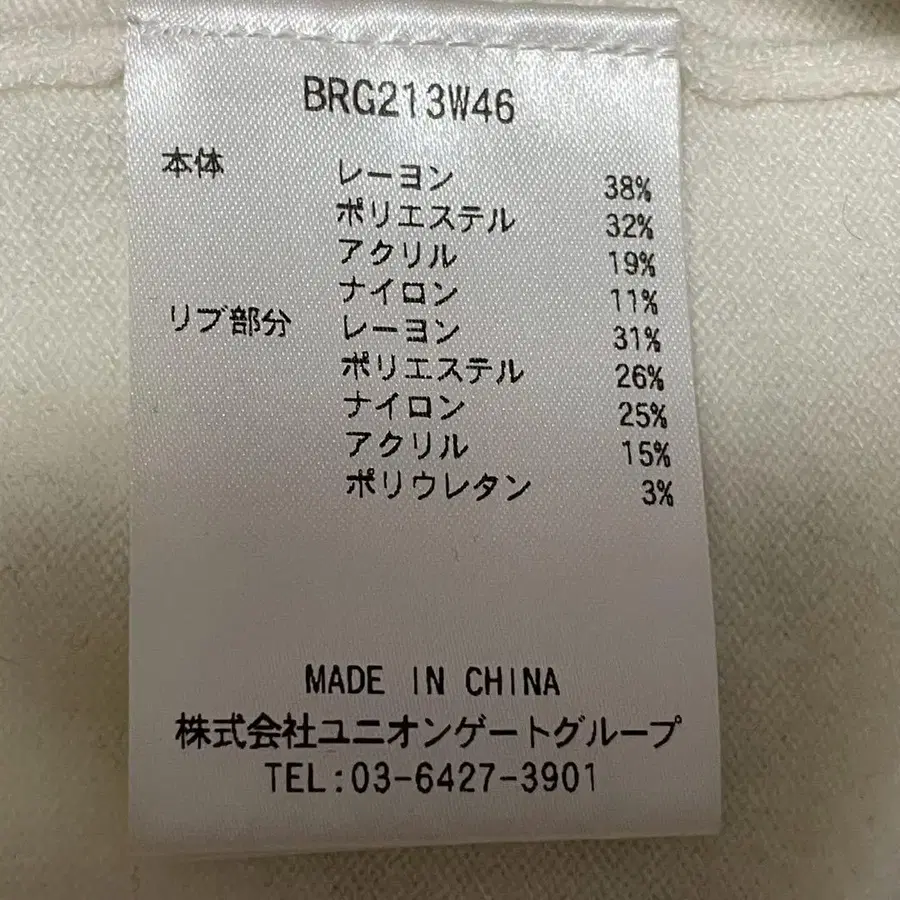 BRG213W46
本体 レーヨン 38%
ポリエステル 32%
アクリル 19%
ナイロン 11%
リブ部分 レーヨン 31%
ポリエステル 26%
ナイロン 25%
アクリル 15%
ポリウレタン 3%
MADE IN CHINA
株式会社ユニオンゲートグループ
TEL:03-6427-3901